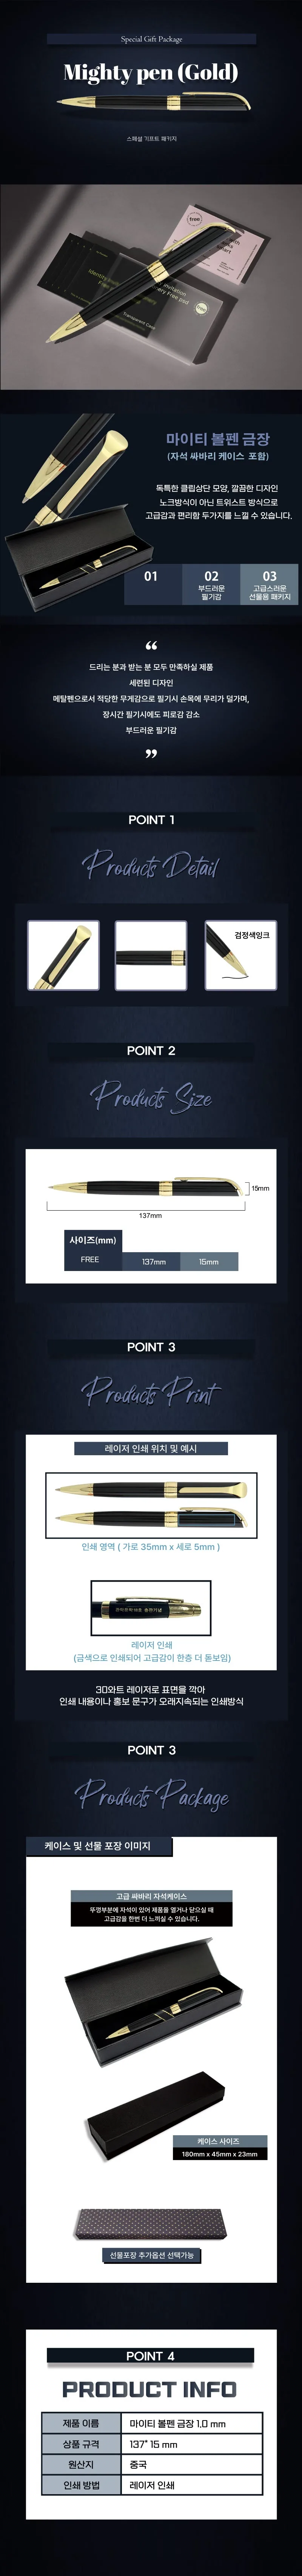 Special Gift Package
Mighty pen (Gold)
스페셜 기프트 패키지
free
Transparent Card
마이티 볼펜 금장
(자석 싸바리 케이스 포함)
독특한 클립상단 모양, 깔끔한 디자인
노크방식이 아닌 트위스트 방식으로
고급감과 편리함 두가지를 느낄 수 있습니다.
01
02
부드러운
필기감
03
고급스러운
선물용 패키지
“
드리는 분과 받는 분 모두 만족하실 제품
세련된 디자인
메탈펜으로서 적당한 무게감으로 필기시 손목에 무리가 덜가며,
장시간 필기시에도 피로감 감소
부드러운 필기감
”
POINT 1
Products Detail
검정색잉크
POINT 2
Products Size
15mm
137mm
사이즈(mm)
FREE
137mm
15mm
POINT 3
Products Print
레이저 인쇄 위치 및 예시
인쇄 영역 ( 가로 35mm x 세로 5mm )
레이저 인쇄
(금색으로 인쇄되어 고급감이 한층 더 돋보임)
30와트 레이저로 표면을 깍아
인쇄 내용이나 홍보 문구가 오래지속되는 인쇄방식
POINT 3
Products Package
케이스 및 선물 포장 이미지
고급 싸바리 자석케이스
뚜껑부분에 자석이 있어 제품을 열거나 닫으실 때
고급감을 한번 더 느끼실 수 있습니다.
케이스 사이즈
180mm x 45mm x 23mm
선물포장 추가옵션 선택가능
POINT 4
PRODUCT INFO
제품 이름 마이티 볼펜 금장 1.0 mm
상품 규격 137* 15 mm
원산지 중국
인쇄 방법 레이저 인쇄